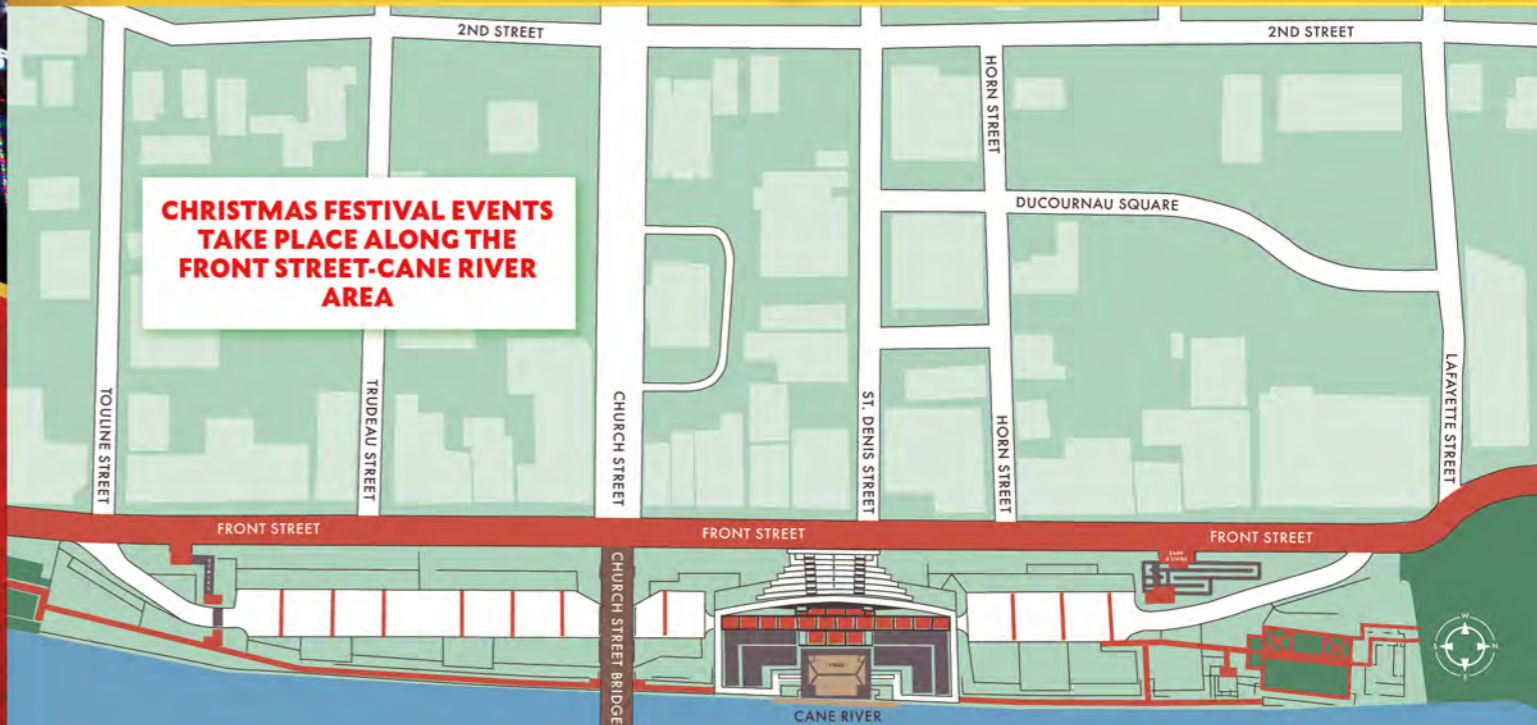 2ND STREET
2ND STREET
HORN STREET
DUCOURNAU SQUARE
CHRISTMAS FESTIVAL EVENTS
TAKE PLACE ALONG THE
FRONT STREET-CANE RIVER
AREA
TOULINE STREET
TRUDEAU STREET
CHURCH STREET
ST. DENIS STREET
HORN STREET
LAFAYETTE STREET
FRONT STREET
FRONT STREET
FRONT STREET
CHURCH STREET BRIDGE
STAGE
W
S
N
CANE RIVER